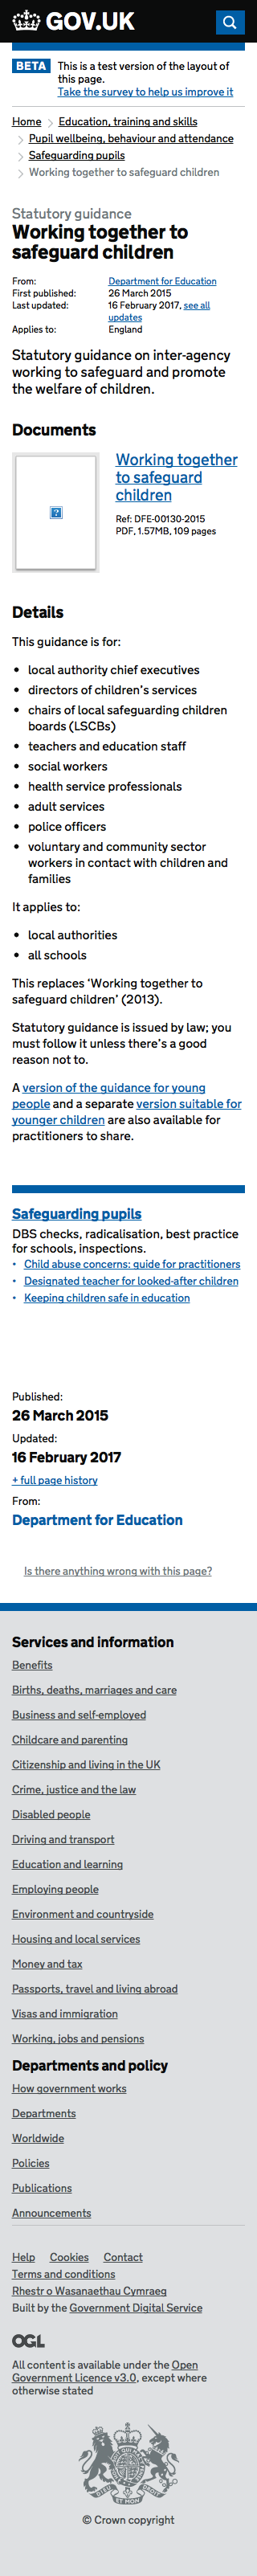 GOV.UK
BETA
This is a test version of the layout of
this page.
Take the survey to help us improve it
Home
Education, training and skills
Pupil wellbeing, behaviour and attendance
Safeguarding pupils
Working together to safeguard children
Statutory guidance
Working together to
safeguard children
From: Department for Education
First published: 26 March 2015
Last updated: 16 February 2017, see all
updates
Applies to: England
Statutory guidance on inter-agency
working to safeguard and promote
the welfare of children.
Documents
Working together
to safeguard
children
Ref: DFE-00130-2015
PDF, 1.57MB, 109 pages
?
Details
This guidance is for:
• local authority chief executives
• directors of children’s services
• chairs of local safeguarding children
boards (LSCBs)
• teachers and education staff
• social workers
• health service professionals
• adult services
• police officers
• voluntary and community sector
workers in contact with children and
families
It applies to:
• local authorities
• all schools
This replaces ‘Working together to
safeguard children’ (2013).
Statutory guidance is issued by law; you
must follow it unless there’s a good
reason not to.
A version of the guidance for young
people and a separate version suitable for
younger children are also available for
practitioners to share.
Safeguarding pupils
DBS checks, radicalisation, best practice
for schools, inspections.
• Child abuse concerns: guide for practitioners
• Designated teacher for looked-after children
• Keeping children safe in education
Published:
26 March 2015
Updated:
16 February 2017
+ full page history
From:
Department for Education
Is there anything wrong with this page?
Services and information
Benefits
Births, deaths, marriages and care
Business and self-employed
Childcare and parenting
Citizenship and living in the UK
Crime, justice and the law
Disabled people
Driving and transport
Education and learning
Employing people
Environment and countryside
Housing and local services
Money and tax
Passports, travel and living abroad
Visas and immigration
Working, jobs and pensions
Departments and policy
How government works
Departments
Worldwide
Policies
Publications
Announcements
Help Cookies Contact
Terms and conditions
Rhestr o Wasanaethau Cymraeg
Built by the Government Digital Service
OGL
All content is available under the Open
Government Licence v3.0, except where
otherwise stated
© Crown copyright